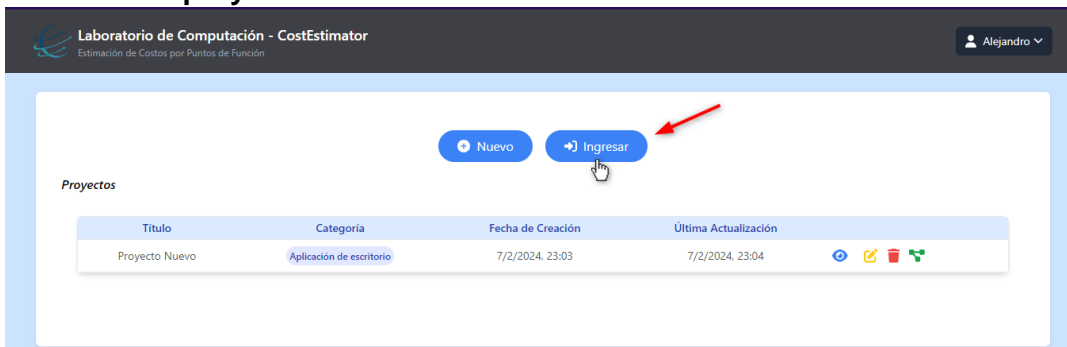 Laboratorio de Computación - CostEstimator
Estimación de Costos por Puntos de Función
Alejandro
Nuevo
Ingresar
Proyectos
Título Categoría Fecha de Creación Última Actualización
Proyecto Nuevo Aplicación de escritorio 7/2/2024, 23:03 7/2/2024, 23:04